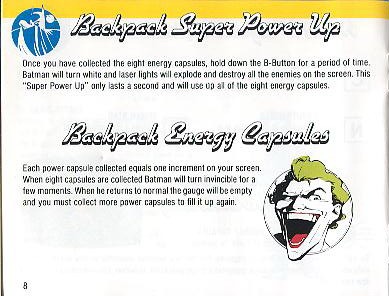 Backpack Super Power Up
Once you have collected the eight energy capsules, hold down the B-Button for a period of time.
Batman will turn white and laser lights will explode and destroy all the enemies on the screen. This
"Super Power Up" only lasts a second and will use op all of the eight energy capsules.
Backpack Energy Capsules
Each power capsule collected equals one increment on your screen.
When eight capsules are collected Batman will turn invincible for a
few moments. When he returns to normal the gauge will be empty
and you must collect more power capsules to fill it up again.
8